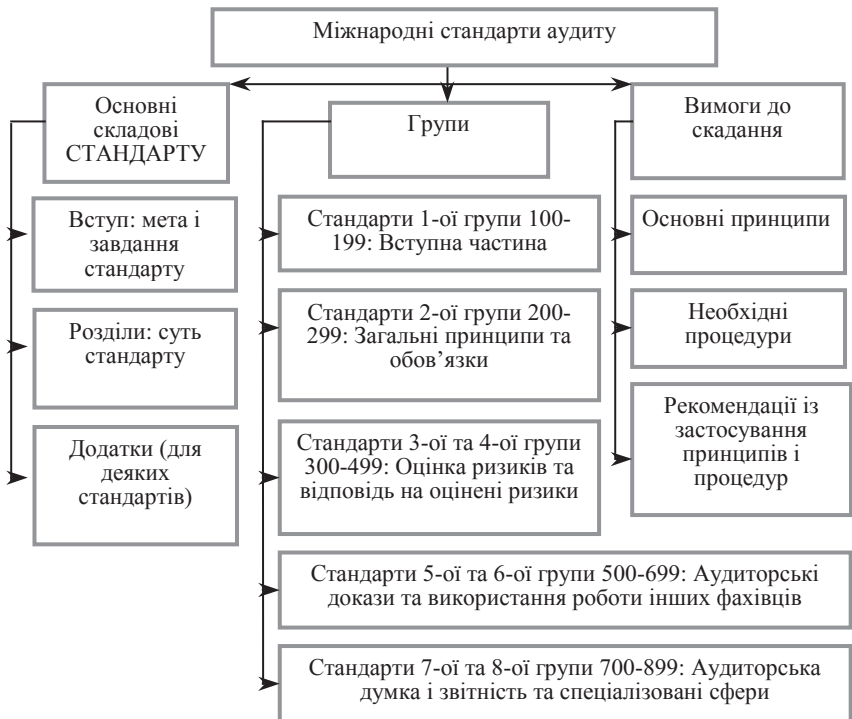 Міжнародні стандарти аудиту
Основні
складові
СТАНДАРТУ
Вступ: мета і
завдання
стандарту
Розділи: суть
стандарту
Додатки (для
деяких
стандартів)
Групи
Стандарти 1-ої групи 100-
199: Вступна частина
Стандарти 2-ої групи 200-
299: Загальні принципи та
обов’язки
Стандарти 3-ої та 4-ої групи
300-499: Оцінка ризиків та
відповідь на оцінені ризики
Стандарти 5-ої та 6-ої групи 500-699: Аудиторські
докази та використання роботи інших фахівців
Стандарти 7-ої та 8-ої групи 700-899: Аудиторська
думка і звітність та спеціалізовані сфери
Вимоги до
скадання
Основні принципи
Необхідні
процедури
Рекомендації із
застосування
принципів і
процедур